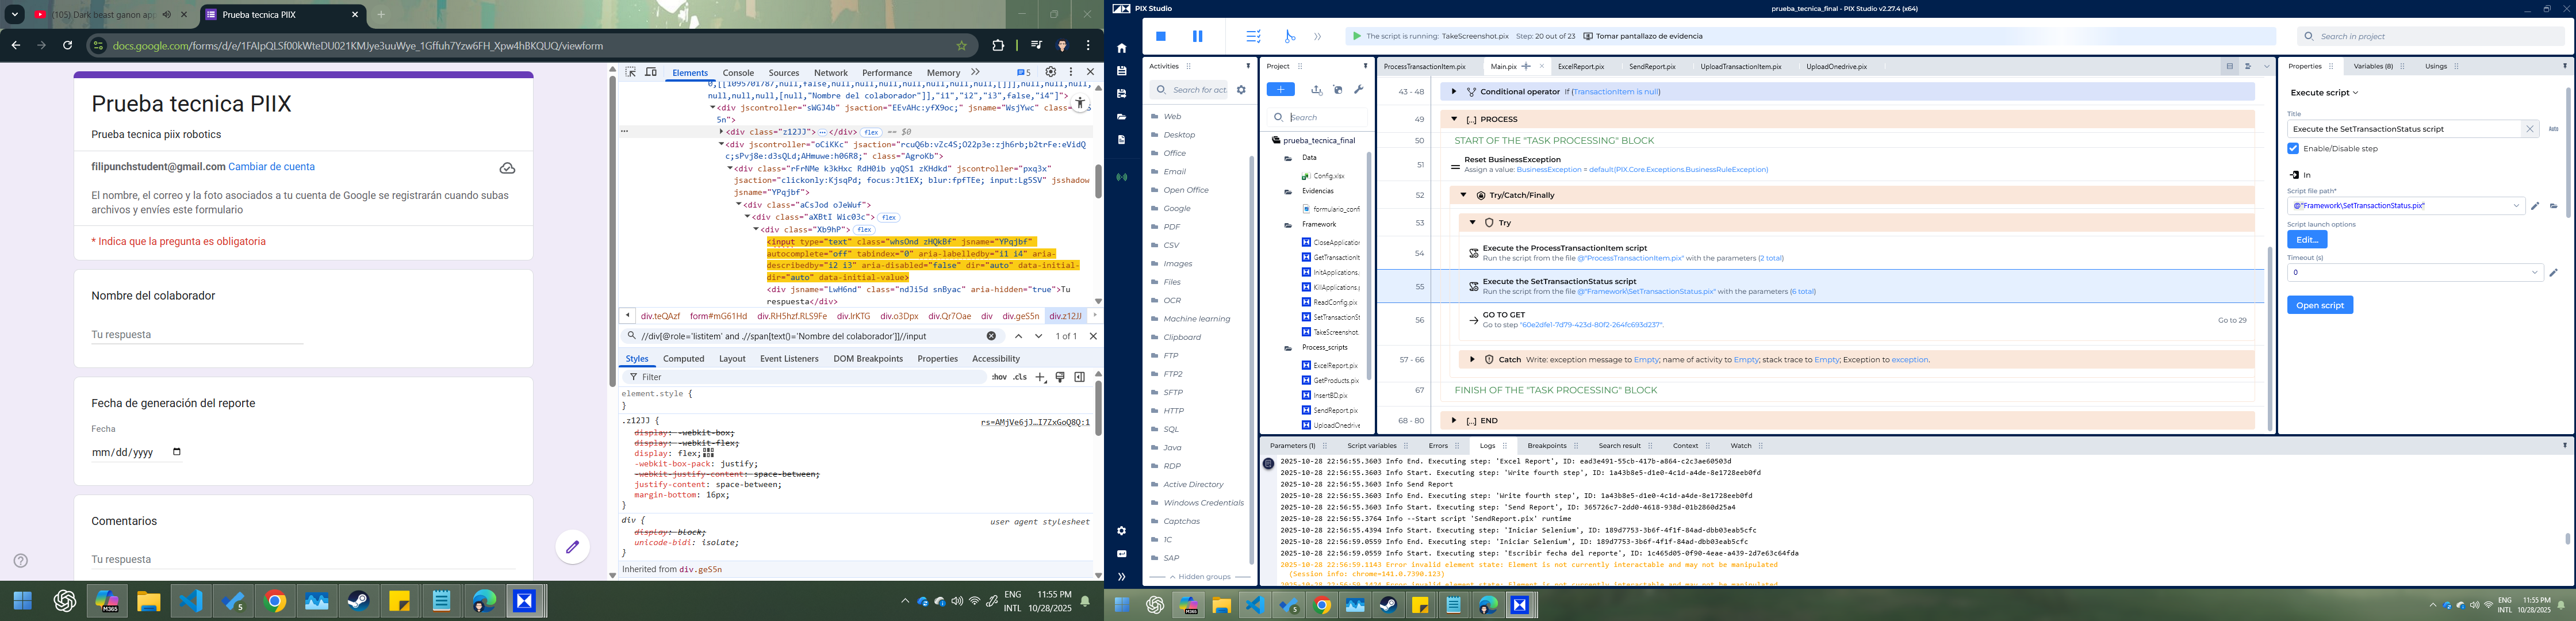 (105) Dark beast ganon ap
Prueba tecnica PIIX
docs.google.com/forms/d/e/1FAIpQLSf00kWteDU021KMJye3uuWye_1Gffuh7Yzw6FH_Xpw4hBKQUQ/viewform
Prueba tecnica PIIX
Prueba tecnica piix robotics
filipunchstudent@gmail.com Cambiar de cuenta
El nombre, el correo y la foto asociados a tu cuenta de Google se registrarán cuando subas
archivos y envíes este formulario
* Indica que la pregunta es obligatoria
Nombre del colaborador
Tu respuesta
Fecha de generación del reporte
Fecha
mm/dd/yyyy
Comentarios
Tu respuesta
Elements Console Sources Network Performance Memory 5
null,null,null,[null,"Nombre del colaborador"]],"i1","i2","i3",false,"i4"]">
<div jscontroller="sWGJ4b" jsaction="EEvAHc:yfX9oc;" jsname="WsjYwc" class="
5n">
<div class="z12JJ"> </div> flex == $0
<div jscontroller="oCiKKc" jsaction="rcuQ6b:vZc4S;O22p3e:zjh6rb;b2trFe:eVidQ
c;sPvj8e:d3sQLd;AHmuwe:h06R8;" class="AgroKb">
<div class="rFrNMe k3kHxc RdH0ib yqQS1 zKHdkd" jscontroller="pxq3x"
jsaction="clickonly:KjsqPd; focus:Jt1EX; blur:fpfTEe; input:Lg5SV" jsshadow
jsname="YPqjbf">
<div class="aCsJod oJeWuf">
<div class="aXBtI Wic03c"> flex
<div class="Xb9hP"> flex
<input type="text" class="whsOnd zHQkBf" jsname="YPqjbf"
autocomplete="off" tabindex="0" aria-labelledby="i1 i4" aria-
describedby="i2 i3" aria-disabled="false" dir="auto" data-initial-
dir="auto" data-initial-value>
<div jsname="LwH6nd" class="ndJi5d snByac" aria-hidden="true">Tu
respuesta</div>
div.teQAzf form#mG61Hd div.RH5hzf.RLS9Fe div.lrKTG div.o3Dpx div.Qr7Oae div div.geS5n div.z12JJ
//div[@role='listitem' and .//span[text()='Nombre del colaborador']]//input 1 of 1
Styles Computed Layout Event Listeners DOM Breakpoints Properties Accessibility
Filter :hov .cls
element.style {
}
.z12JJ { rs=AMjVe6jJ…I7ZxGoQ8Q:1
display: -webkit-box;
display: -webkit-flex;
display: flex;
-webkit-box-pack: justify;
-webkit-justify-content: space-between;
justify-content: space-between;
margin-bottom: 16px;
}
div { user agent stylesheet
display: block;
unicode-bidi: isolate;
}
Inherited from div.geS5n
ENG
INTL
11:55 PM
10/28/2025
PIX Studio
prueba_tecnica_final - PIX Studio v2.27.4 (x64)
The script is running: TakeScreenshot.pix Step: 20 out of 23 Tomar pantallazo de evidencia
Search in project
Activities
Search for act
Web
Desktop
Office
Email
Open Office
Google
PDF
CSV
Images
Files
OCR
Machine learning
Clipboard
FTP
FTP2
SFTP
HTTP
SQL
Java
RDP
Active Directory
Windows Credentials
Captchas
1C
SAP
Hidden groups
Project
Search
prueba_tecnica_final
Data
Config.xlsx
Evidencias
formulario_confi
Framework
CloseApplication
GetTransactionIt
InitApplications.p
KillApplications.p
ReadConfig.pix
SetTransactionSt
TakeScreenshot.
Process_scripts
ExcelReport.pix
GetProducts.pix
InsertBD.pix
SendReport.pix
UploadOnedrive
ProcessTransactionItem.pix Main.pix ExcelReport.pix SendReport.pix UploadTransactionItem.pix UploadOnedrive.pix
43 - 48 Conditional operator If (TransactionItem is null)
49 [..] PROCESS
50 START OF THE "TASK PROCESSING" BLOCK
51 Reset BusinessException
Assign a value: BusinessException = default(PIX.Core.Exceptions.BusinessRuleException)
52 Try/Catch/Finally
53 Try
54 Execute the ProcessTransactionItem script
Run the script from the file @"ProcessTransactionItem.pix" with the parameters (2 total)
55 Execute the SetTransactionStatus script
Run the script from the file @"Framework\SetTransactionStatus.pix" with the parameters (6 total)
56 GO TO GET
Go to step "60e2dfe1-7d79-423d-80f2-264fc693d237". Go to 29
57 - 66 Catch Write: exception message to Empty; name of activity to Empty; stack trace to Empty; Exception to exception.
67 FINISH OF THE "TASK PROCESSING" BLOCK
68 - 80 [..] END
Properties Variables (8) Usings
Execute script
Title
Execute the SetTransactionStatus script
Enable/Disable step
In
Script file path*
@"Framework\SetTransactionStatus.pix"
Script launch options
Edit...
Timeout (s)
0
Open script
Parameters (1) Script variables Errors Logs Breakpoints Search result Context Watch
2025-10-28 22:56:55.3603 Info End. Executing step: 'Excel Report', ID: ead3e491-55cb-417b-a864-c2c3ae60503d
2025-10-28 22:56:55.3603 Info Start. Executing step: 'Write fourth step', ID: 1a43b8e5-d1e0-4c1d-a4de-8e1728eeb0fd
2025-10-28 22:56:55.3603 Info Send Report
2025-10-28 22:56:55.3603 Info End. Executing step: 'Write fourth step', ID: 1a43b8e5-d1e0-4c1d-a4de-8e1728eeb0fd
2025-10-28 22:56:55.3603 Info Start. Executing step: 'Send Report', ID: 365726c7-2dd0-4618-938d-01b2860d25a4
2025-10-28 22:56:55.3764 Info --Start script 'SendReport.pix' runtime
2025-10-28 22:56:55.4394 Info Start. Executing step: 'Iniciar Selenium', ID: 189d7753-3b6f-4f1f-84ad-dbb03eab5cfc
2025-10-28 22:56:59.0559 Info End. Executing step: 'Iniciar Selenium', ID: 189d7753-3b6f-4f1f-84ad-dbb03eab5cfc
2025-10-28 22:56:59.0559 Info Start. Executing step: 'Escribir fecha del reporte', ID: 1c465d05-0f90-4eae-a439-2d7e63c64fda
2025-10-28 22:56:59.1143 Error invalid element state: Element is not currently interactable and may not be manipulated
(Session info: chrome=141.0.7390.123)
ENG
INTL
11:55 PM
10/28/2025